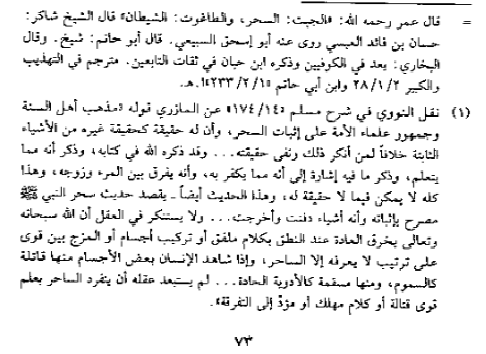 = قال عمر رحمه الله: «الجبت: السحر، والطاغوت: الشيطان» قال الشيخ شاكر:
حسان بن فائد العبسي روى عنه أبو إسحق السبيعي. قال أبو حاتم: شيخ. وقال
البخاري: يعد في الكوفيين وذكره ابن حبان في ثقات التابعين. مترجم في التهذيب
والكبير ٢٨/١/٢ وابن أبي حاتم ٢٣٣/٢/١» ا.هـ.
(١) نقل النووي في شرح مسلم «١٧٤/١٤» عن المازري قوله «مذهب أهل السنة
وجمهور علماء الأمة على إثبات السحر، وأن له حقيقة كحقيقة غيره من الأشياء
الثابتة خلافاً لمن أنكر ذلك ونفى حقيقته... وقد ذكره الله في كتابه، وذكر أنه مما
يتعلم، وذكر ما فيه إشارة إلى أنه مما يكفر به، وأنه يفرق بين المرء وزوجه، وهذا
كله لا يمكن فيما لا حقيقة له، وهذا الحديث أيضاً ـ يقصد حديث سحر النبي ﷺ
مصرح بإثباته وأنه أشياء دفنت وأخرجت... ولا يستنكر في العقل أن الله سبحانه
وتعالى يخرق العادة عند النطق بكلام ملفق أو تركيب أجسام أو المزج بين قوى
على ترتيب لا يعرفه إلا الساحر، وإذا شاهد الإنسان بعض الأجسام منها قاتلة
كالسموم، ومنها مسقمة كالأدوية الحادة... لم يستبعد عقله أن ينفرد الساحر بعلم
قوى قتالة أو كلام مهلك أو مؤدّ إلى التفرقة».
٧٣